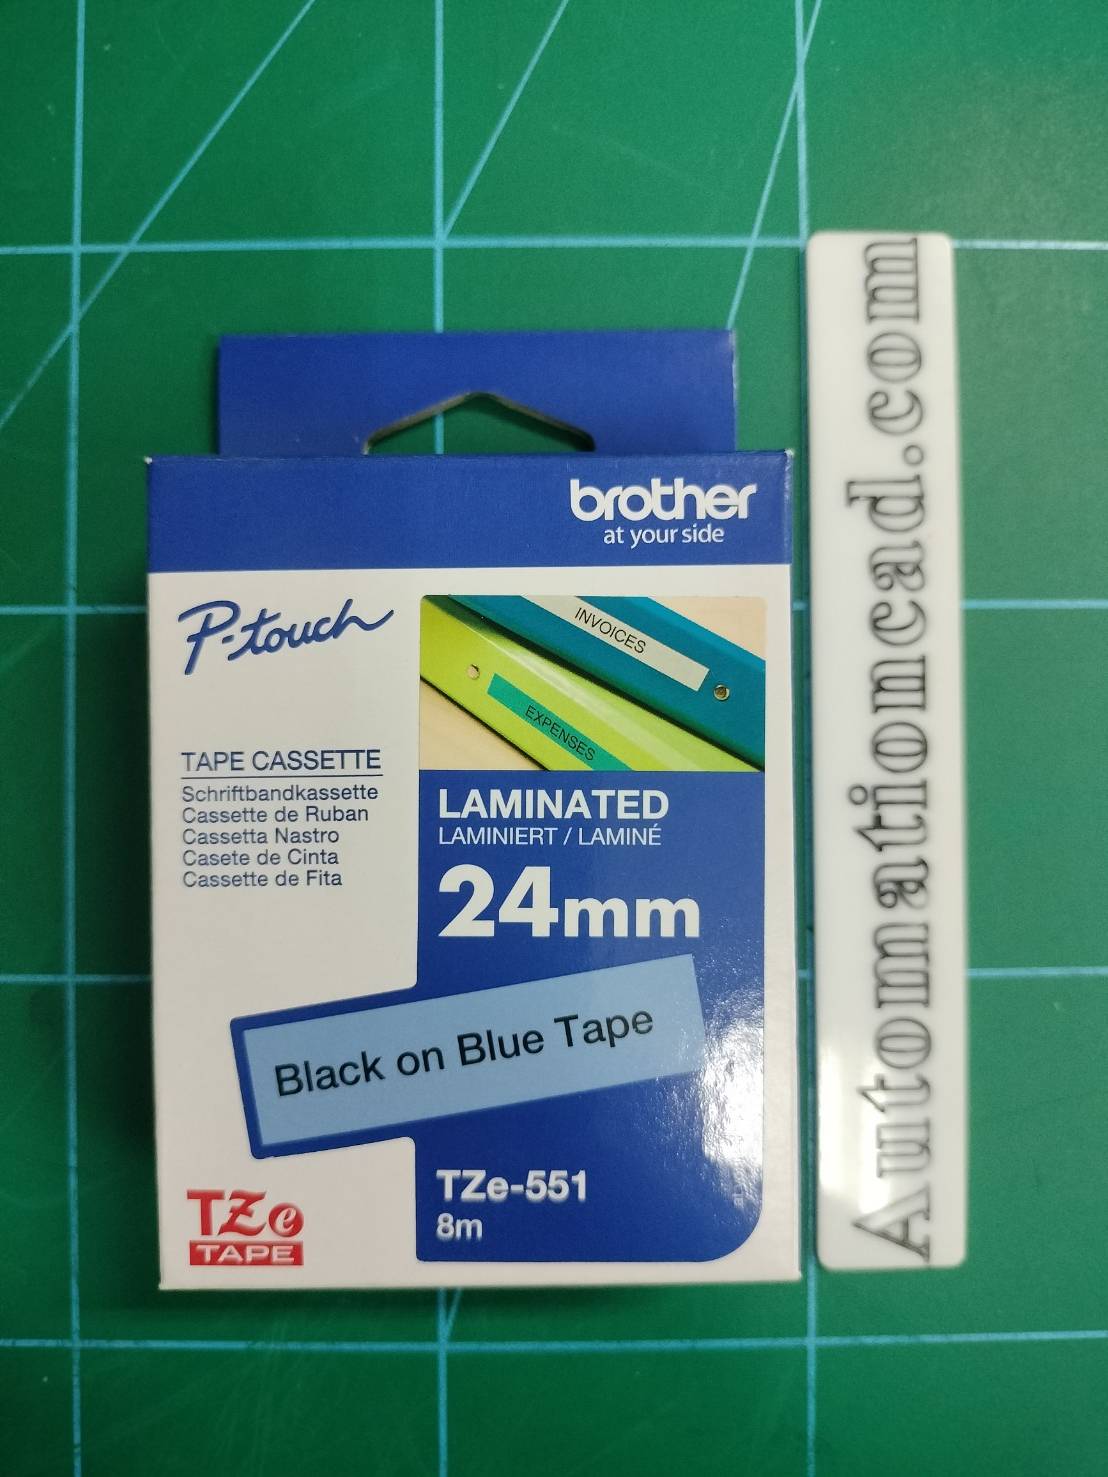 brother
at your side
P-touch
INVOICES
EXPENSES
TAPE CASSETTE
Schriftbandkassette
Cassette de Ruban
Cassetta Nastro
Casete de Cinta
Cassette de Fita
LAMINATED
LAMINIERT / LAMINÉ
24mm
Black on Blue Tape
TZe-551
8m
TZe
TAPE
Automationcad.com